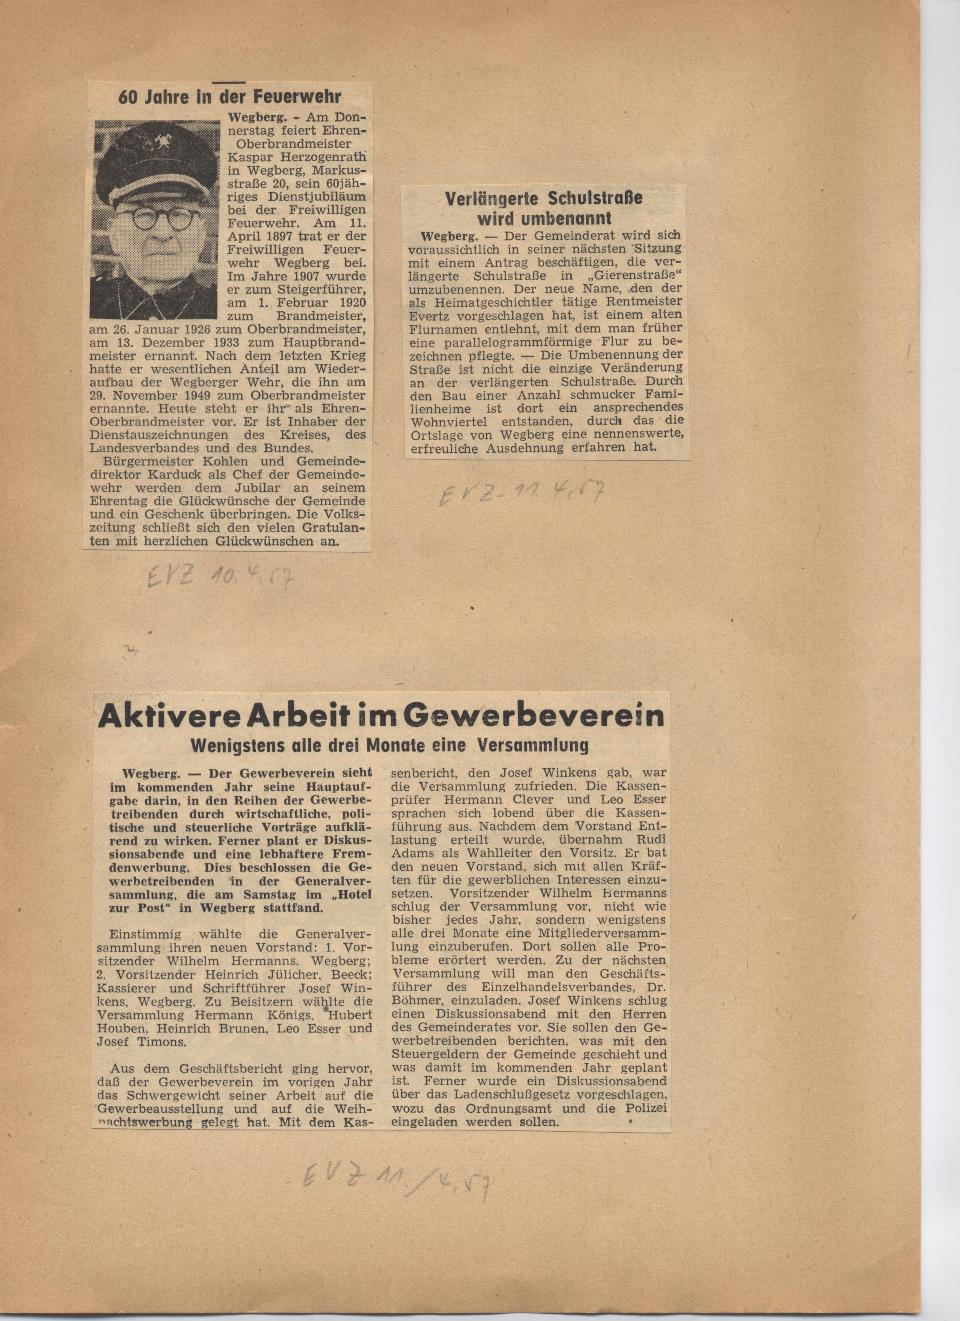 60 Jahre in der Feuerwehr
Wegberg. - Am Don-
nerstag feiert Ehren-
Oberbrandmeister
Kaspar Herzogenrath
in Wegberg, Markus-
straße 20, sein 60jäh-
riges Dienstjubiläum
bei der Freiwilligen
Feuerwehr. Am 11.
April 1897 trat er der
Freiwilligen Feuer-
wehr Wegberg bei.
Im Jahre 1907 wurde
er zum Steigerführer,
am 1. Februar 1920
zum Brandmeister,
am 26. Januar 1926 zum Oberbrandmeister,
am 13. Dezember 1933 zum Hauptbrand-
meister ernannt. Nach dem letzten Krieg
hatte er wesentlichen Anteil am Wieder-
aufbau der Wegberger Wehr, die ihn am
29. November 1949 zum Oberbrandmeister
ernannte. Heute steht er ihr als Ehren-
Oberbrandmeister vor. Er ist Inhaber der
Dienstauszeichnungen des Kreises, des
Landesverbandes und des Bundes.
Bürgermeister Kohlen und Gemeinde-
direktor Karduck als Chef der Gemeinde-
wehr werden dem Jubilar an seinem
Ehrentag die Glückwünsche der Gemeinde
und ein Geschenk überbringen. Die Volks-
zeitung schließt sich den vielen Gratulan-
ten mit herzlichen Glückwünschen an.
EVZ 10.4.57
Verlängerte Schulstraße
wird umbenannt
Wegberg. — Der Gemeinderat wird sich
voraussichtlich in seiner nächsten Sitzung
mit einem Antrag beschäftigen, die ver-
längerte Schulstraße in „Gierenstraße“
umzubenennen. Der neue Name, den der
als Heimatgeschichtler tätige Rentmeister
Evertz vorgeschlagen hat, ist einem alten
Flurnamen entlehnt, mit dem man früher
eine parallelogrammförmige Flur zu be-
zeichnen pflegte. — Die Umbenennung der
Straße ist nicht die einzige Veränderung
an der verlängerten Schulstraße. Durch
den Bau einer Anzahl schmucker Fami-
lienheime ist dort ein ansprechendes
Wohnviertel entstanden, durch das die
Ortslage von Wegberg eine nennenswerte,
erfreuliche Ausdehnung erfahren hat.
EVZ - 11.4.57
Aktivere Arbeit im Gewerbeverein
Wenigstens alle drei Monate eine Versammlung
Wegberg. — Der Gewerbeverein sieht
im kommenden Jahr seine Hauptauf-
gabe darin, in den Reihen der Gewerbe-
treibenden durch wirtschaftliche, poli-
tische und steuerliche Vorträge aufklä-
rend zu wirken. Ferner plant er Diskus-
sionsabende und eine lebhaftere Frem-
denwerbung. Dies beschlossen die Ge-
werbetreibenden in der Generalver-
sammlung, die am Samstag im „Hotel
zur Post“ in Wegberg stattfand.
Einstimmig wählte die Generalver-
sammlung ihren neuen Vorstand: 1. Vor-
sitzender Wilhelm Hermanns, Wegberg;
2. Vorsitzender Heinrich Jülicher, Beeck;
Kassierer und Schriftführer Josef Win-
kens, Wegberg. Zu Beisitzern wählte die
Versammlung Hermann Königs, Hubert
Houben, Heinrich Brunen, Leo Esser und
Josef Timons.
Aus dem Geschäftsbericht ging hervor,
daß der Gewerbeverein im vorigen Jahr
das Schwergewicht seiner Arbeit auf die
Gewerbeausstellung und auf die Weih-
nachtswerbung gelegt hat. Mit dem Kas-
senbericht, den Josef Winkens gab, war
die Versammlung zufrieden. Die Kassen-
prüfer Hermann Clever und Leo Esser
sprachen sich lobend über die Kassen-
führung aus. Nachdem dem Vorstand Ent-
lastung erteilt wurde, übernahm Rudi
Adams als Wahlleiter den Vorsitz. Er bat
den neuen Vorstand, sich mit allen Kräf-
ten für die gewerblichen Interessen einzu-
setzen. Vorsitzender Wilhelm Hermanns
schlug der Versammlung vor, nicht wie
bisher jedes Jahr, sondern wenigstens
alle drei Monate eine Mitgliederversamm-
lung einzuberufen. Dort sollen alle Pro-
bleme erörtert werden. Zu der nächsten
Versammlung will man den Geschäfts-
führer des Einzelhandelsverbandes, Dr.
Böhmer, einzuladen. Josef Winkens schlug
einen Diskussionsabend mit den Herren
des Gemeinderates vor. Sie sollen den Ge-
werbetreibenden berichten, was mit den
Steuergeldern der Gemeinde geschieht und
was damit im kommenden Jahr geplant
ist. Ferner wurde ein Diskussionsabend
über das Ladenschlußgesetz vorgeschlagen,
wozu das Ordnungsamt und die Polizei
eingeladen werden sollen.
EVZ 11./4.57